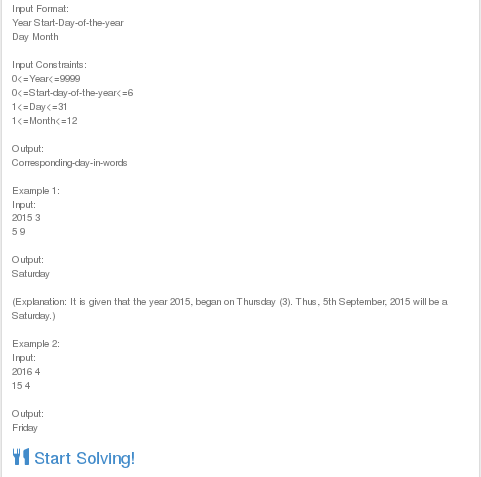 Input Format:
Year Start-Day-of-the-year
Day Month
Input Constraints:
0<=Year<=9999
0<=Start-day-of-the-year<=6
1<=Day<=31
1<=Month<=12
Output:
Corresponding-day-in-words
Example 1:
Input:
2015 3
5 9
Output:
Saturday
(Explanation: It is given that the year 2015, began on Thursday (3). Thus, 5th September, 2015 will be a
Saturday.)
Example 2:
Input:
2016 4
15 4
Output:
Friday
Start Solving!